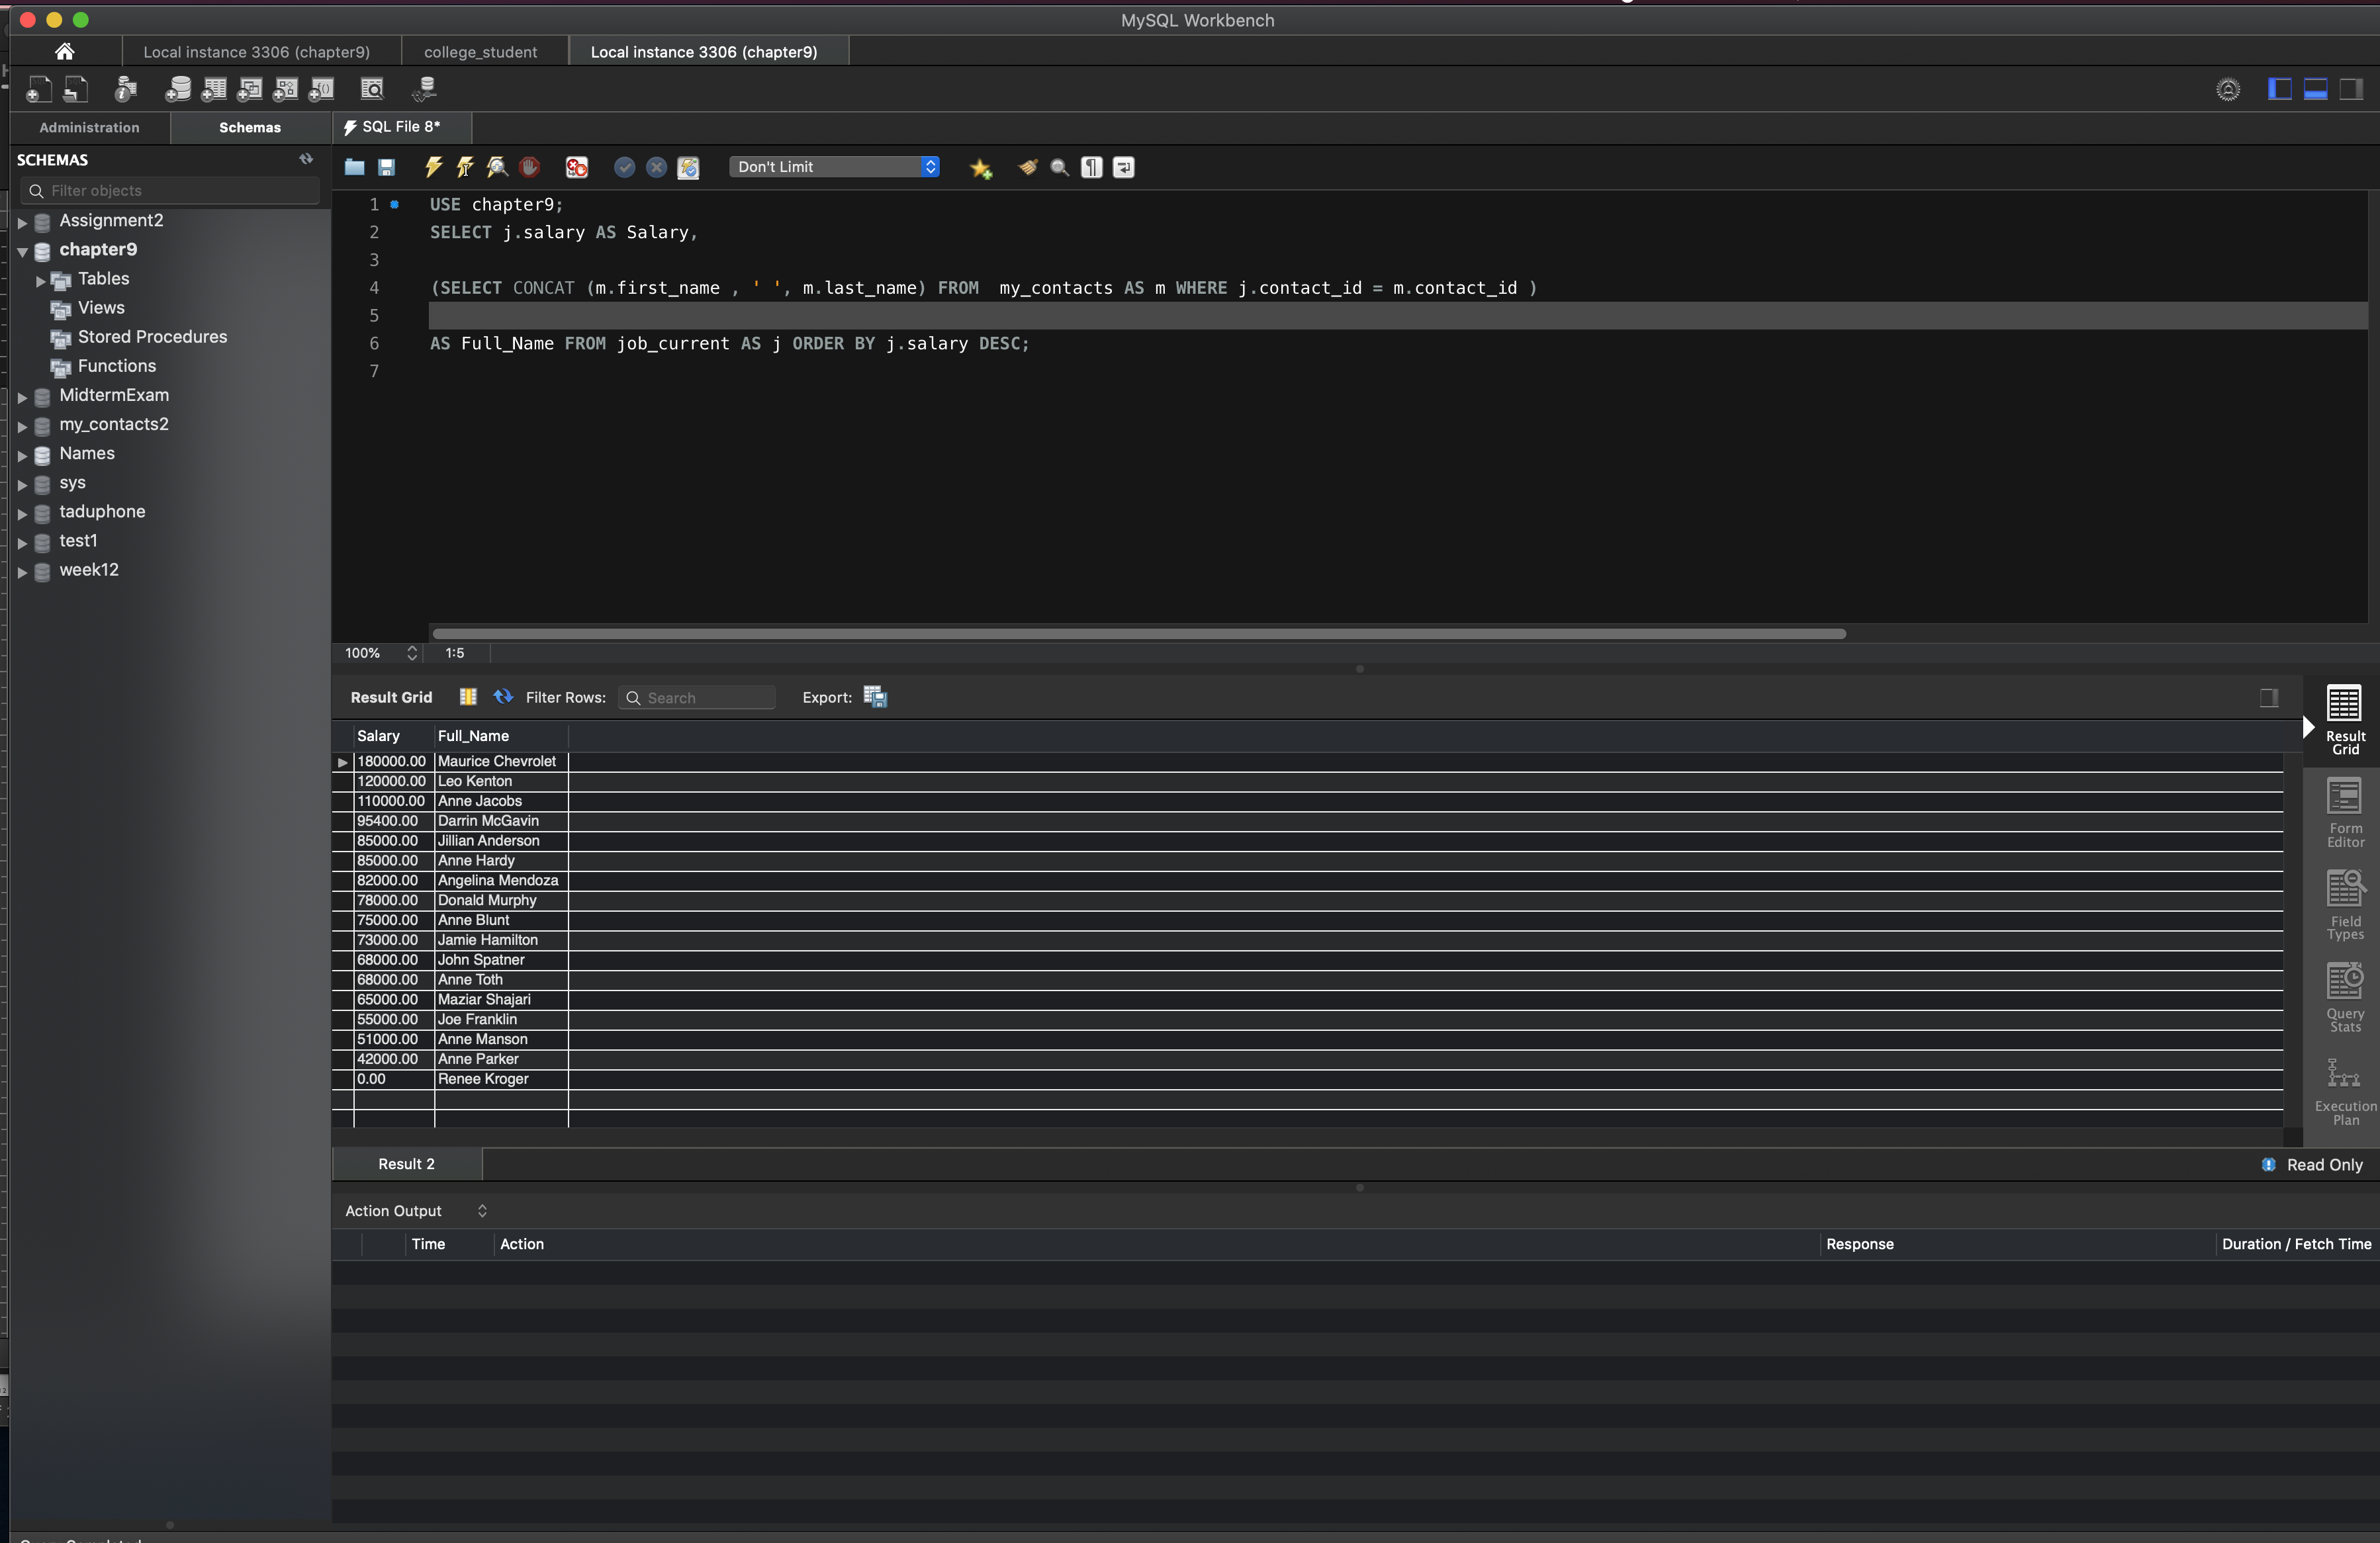 MySQL Workbench
Local instance 3306 (chapter9)
college_student
Local instance 3306 (chapter9)
Administration
Schemas
SQL File 8*
SCHEMAS
Filter objects
Assignment2
chapter9
Tables
Views
Stored Procedures
Functions
MidtermExam
my_contacts2
Names
sys
taduphone
test1
week12
Don't Limit
1 USE chapter9;
2 SELECT j.salary AS Salary,
3
4 (SELECT CONCAT (m.first_name , ' ', m.last_name) FROM  my_contacts AS m WHERE j.contact_id = m.contact_id )
5
6 AS Full_Name FROM job_current AS j ORDER BY j.salary DESC;
7
100% 1:5
Result Grid Filter Rows: Search Export:
Salary Full_Name
180000.00 Maurice Chevrolet
120000.00 Leo Kenton
110000.00 Anne Jacobs
95400.00 Darrin McGavin
85000.00 Jillian Anderson
85000.00 Anne Hardy
82000.00 Angelina Mendoza
78000.00 Donald Murphy
75000.00 Anne Blunt
73000.00 Jamie Hamilton
68000.00 John Spatner
68000.00 Anne Toth
65000.00 Maziar Shajari
55000.00 Joe Franklin
51000.00 Anne Manson
42000.00 Anne Parker
0.00 Renee Kroger
Result
Grid
Form
Editor
Field
Types
Query
Stats
Execution
Plan
Result 2
Read Only
Action Output
Time Action Response Duration / Fetch Time